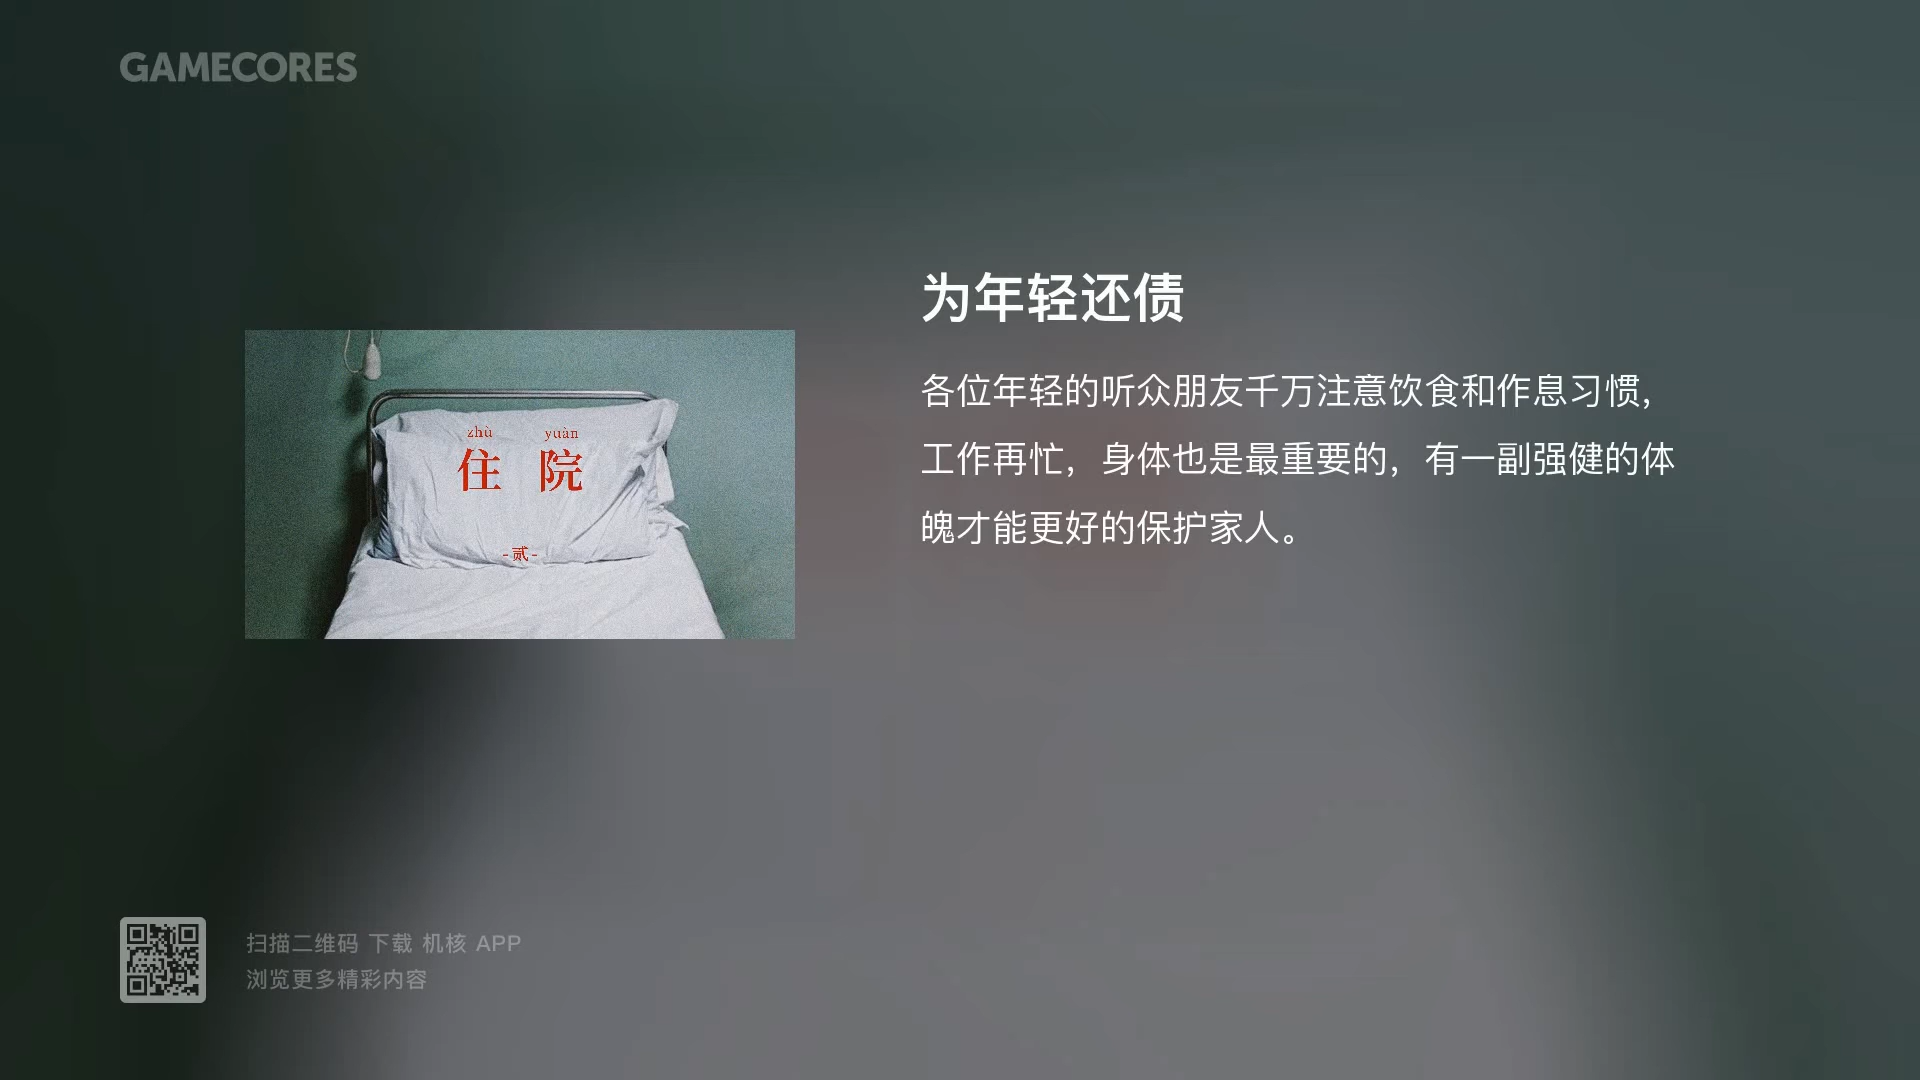 GAMECORES
为年轻还债
各位年轻的听众朋友千万注意饮食和作息习惯，
工作再忙，身体也是最重要的，有一副强健的体
魄才能更好的保护家人。
zhù yuàn
住 院
-贰-
扫描二维码 下载 机核 APP
浏览更多精彩内容